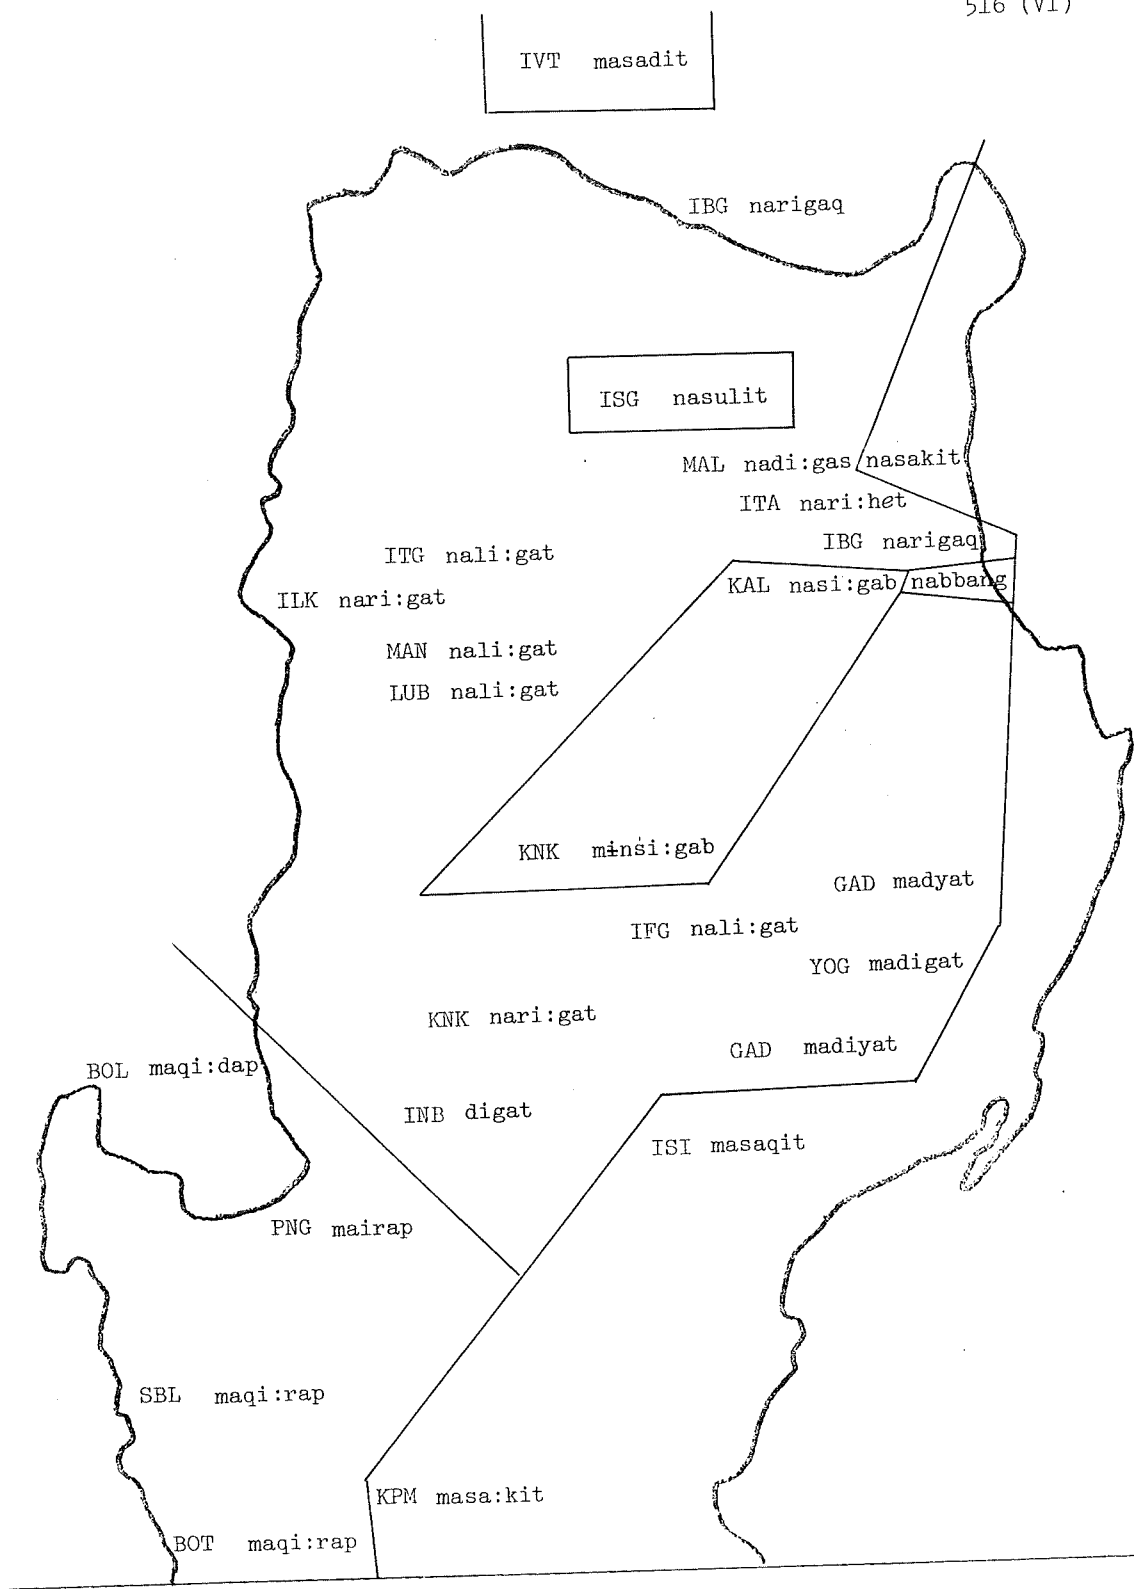 516 (VI)
IVT masadit
IBG narigaq
ISG nasulit
MAL nadi:gas nasakit
ITA nari:het
IBG narigaq
ITG nali:gat
KAL nasi:gab nabbang
ILK nari:gat
MAN nali:gat
LUB nali:gat
KNK mɨnsi:gab
GAD madyat
IFG nali:gat
YOG madigat
KNK nari:gat
GAD madiyat
BOL maqi:dap
INB digat
ISI masaqit
PNG mairap
SBL maqi:rap
KPM masa:kit
BOT maqi:rap